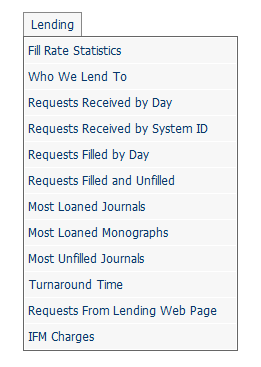 Lending
Fill Rate Statistics
Who We Lend To
Requests Received by Day
Requests Received by System ID
Requests Filled by Day
Requests Filled and Unfilled
Most Loaned Journals
Most Loaned Monographs
Most Unfilled Journals
Turnaround Time
Requests From Lending Web Page
IFM Charges